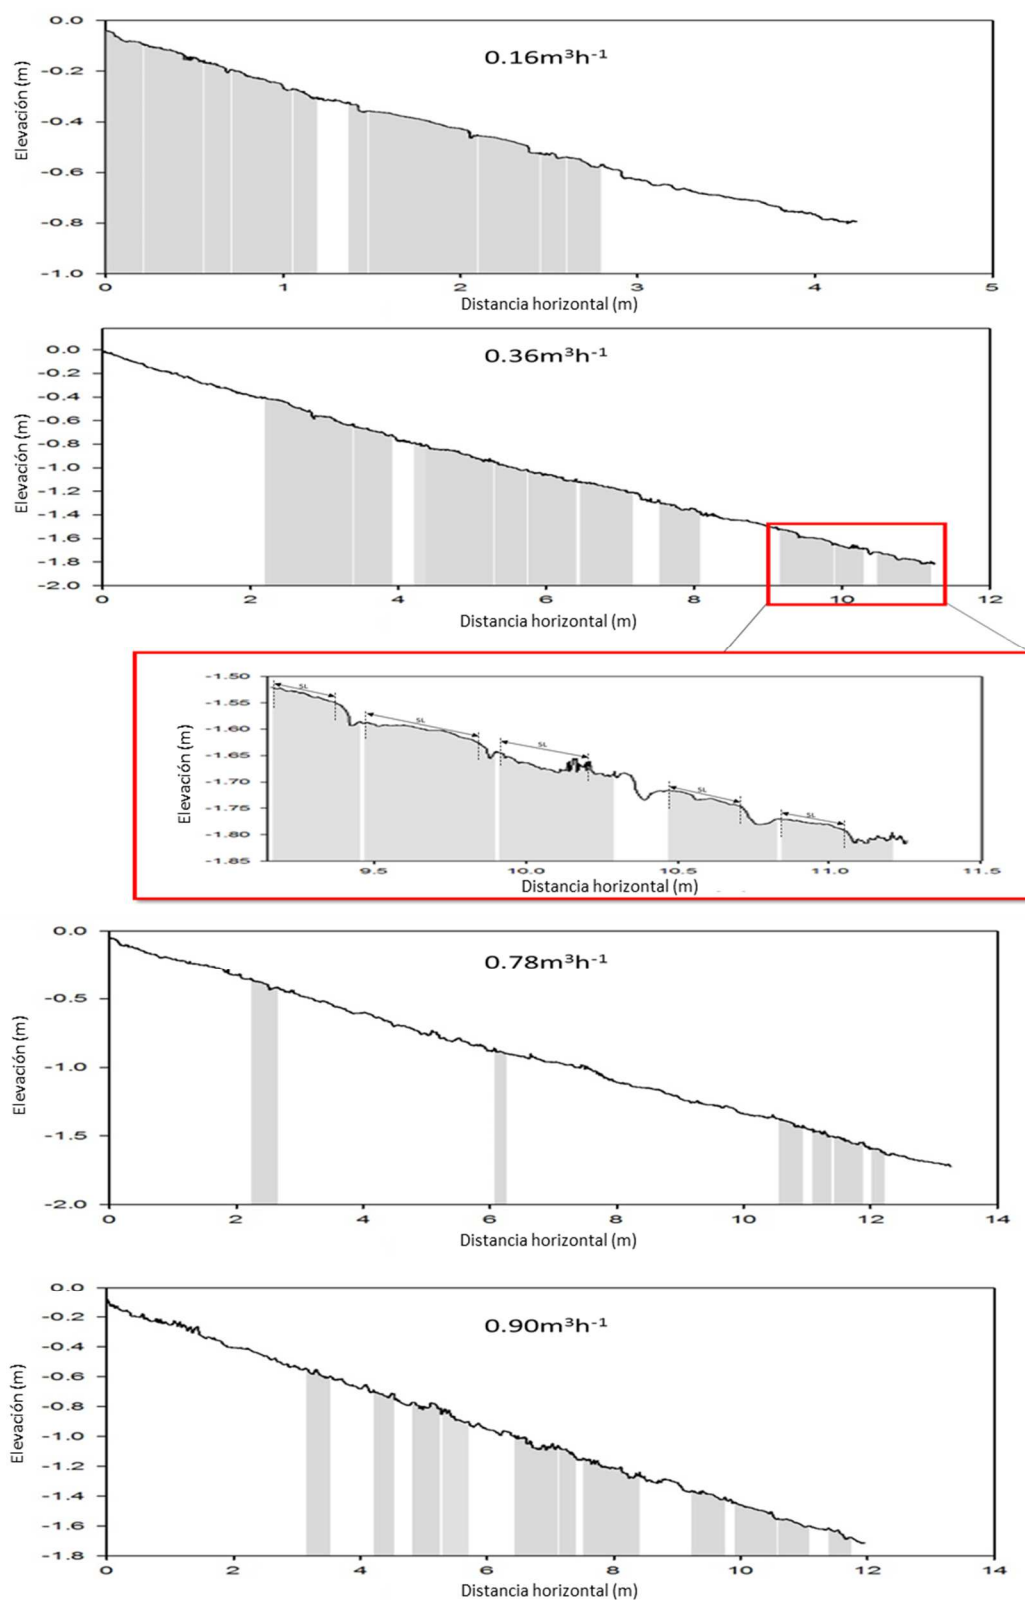 0.16m³h⁻¹
Elevación (m)
0.0
-0.2
-0.4
-0.6
-0.8
-1.0
0 1 2 3 4 5
Distancia horizontal (m)
0.36m³h⁻¹
Elevación (m)
0.0
-0.2
-0.4
-0.6
-0.8
-1.0
-1.2
-1.4
-1.6
-1.8
-2.0
0 2 4 6 8 10 12
Distancia horizontal (m)
Elevación (m)
-1.50
-1.55
-1.60
-1.65
-1.70
-1.75
-1.80
-1.85
SL
SL
SL
SL
SL
9.5 10.0 10.5 11.0 11.5
Distancia horizontal (m)
0.78m³h⁻¹
Elevación (m)
0.0
-0.5
-1.0
-1.5
-2.0
0 2 4 6 8 10 12 14
Distancia horizontal (m)
0.90m³h⁻¹
Elevación (m)
0.0
-0.2
-0.4
-0.6
-0.8
-1.0
-1.2
-1.4
-1.6
-1.8
0 2 4 6 8 10 12 14
Distancia horizontal (m)